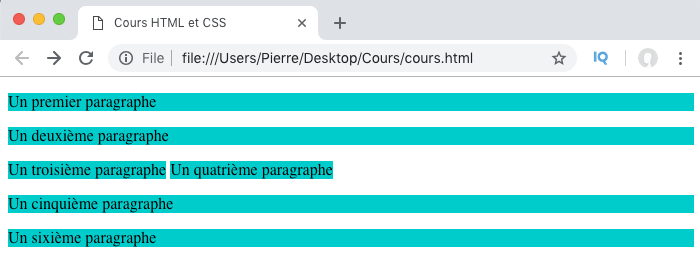 Cours HTML et CSS
File file:///Users/Pierre/Desktop/Cours/cours.html IQ
Un premier paragraphe
Un deuxième paragraphe
Un troisième paragraphe Un quatrième paragraphe
Un cinquième paragraphe
Un sixième paragraphe